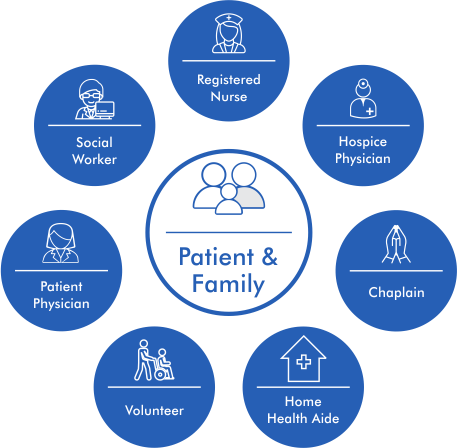 Registered
Nurse
Social
Worker
Hospice
Physician
Patient &
Family
Patient
Physician
Chaplain
Volunteer
Home
Health Aide